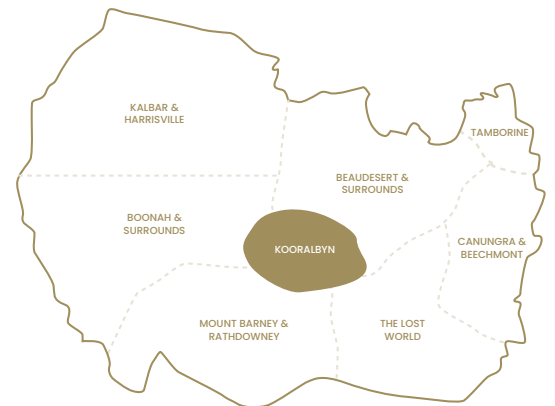 KALBAR &
HARRISVILLE
TAMBORINE
BEAUDESERT &
SURROUNDS
BOONAH &
SURROUNDS
KOORALBYN
CANUNGRA &
BEECHMONT
MOUNT BARNEY &
RATHDOWNEY
THE LOST
WORLD